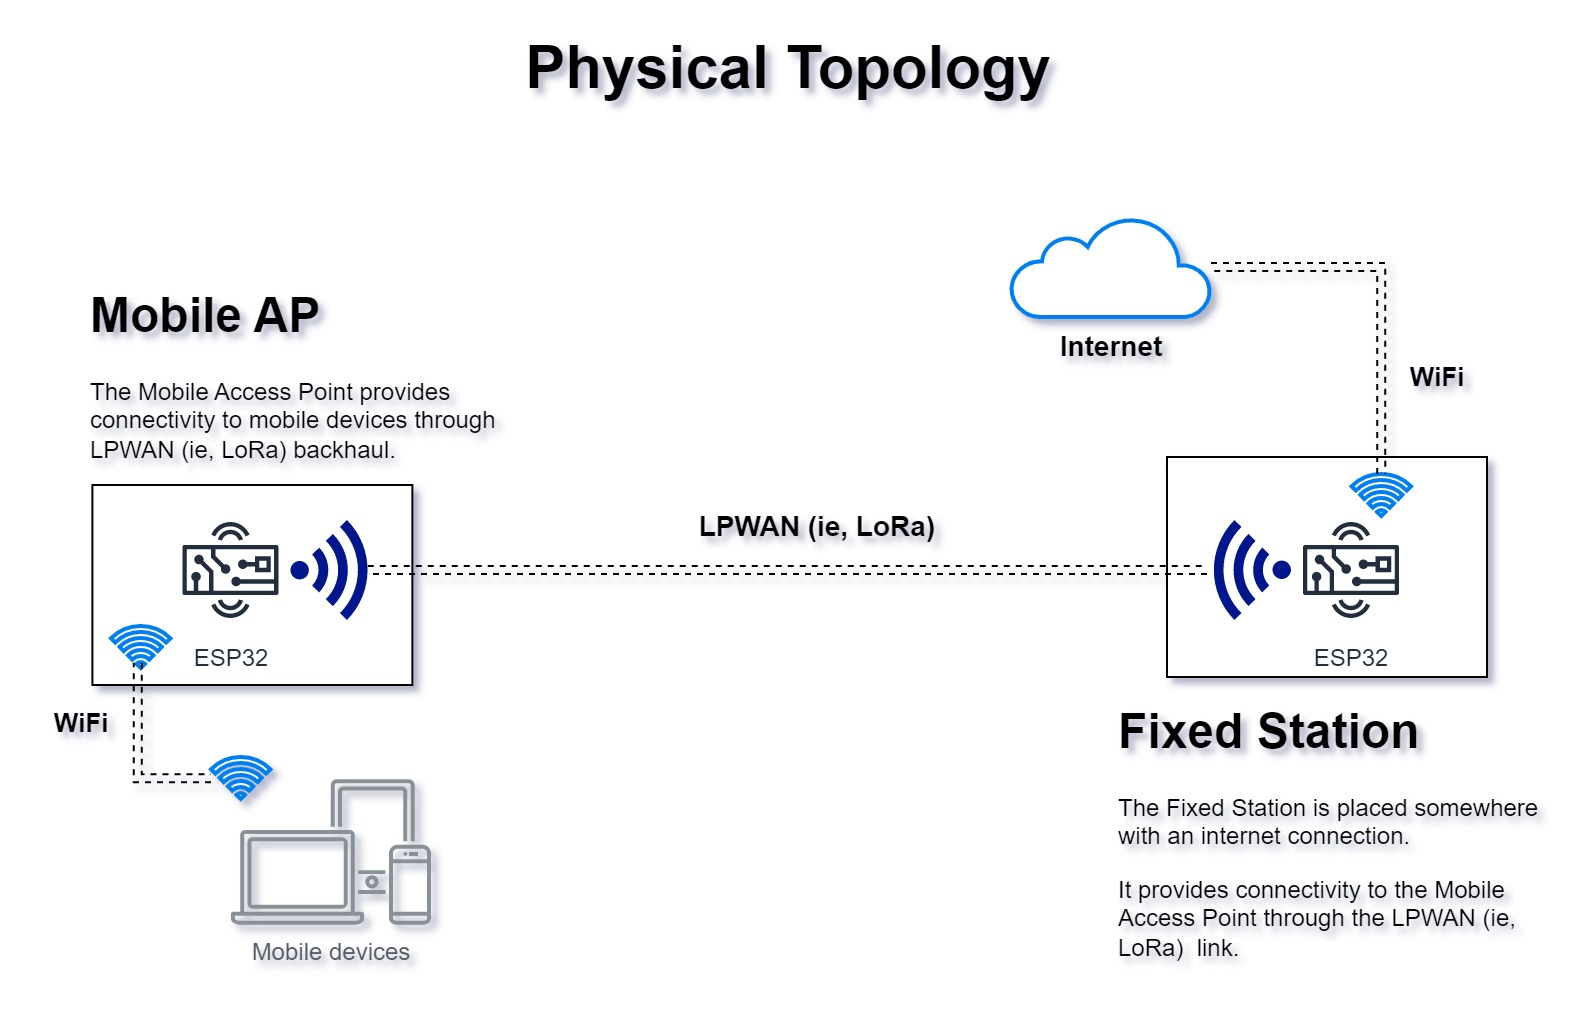 Physical Topology
Mobile AP
The Mobile Access Point provides
connectivity to mobile devices through
LPWAN (ie, LoRa) backhaul.
ESP32
WiFi
Mobile devices
LPWAN (ie, LoRa)
Internet
WiFi
ESP32
Fixed Station
The Fixed Station is placed somewhere
with an internet connection.
It provides connectivity to the Mobile
Access Point through the LPWAN (ie,
LoRa)  link.